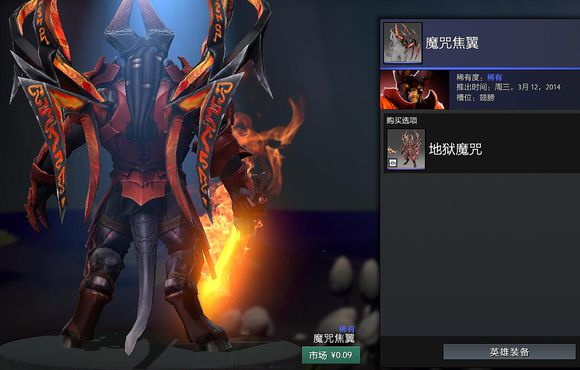 魔咒焦翼
稀有度：稀有
推出时间：周三，3月 12，2014
槽位：翅膀
购买选项
地狱魔咒
稀有
魔咒焦翼
市场 ¥0.09
英雄装备